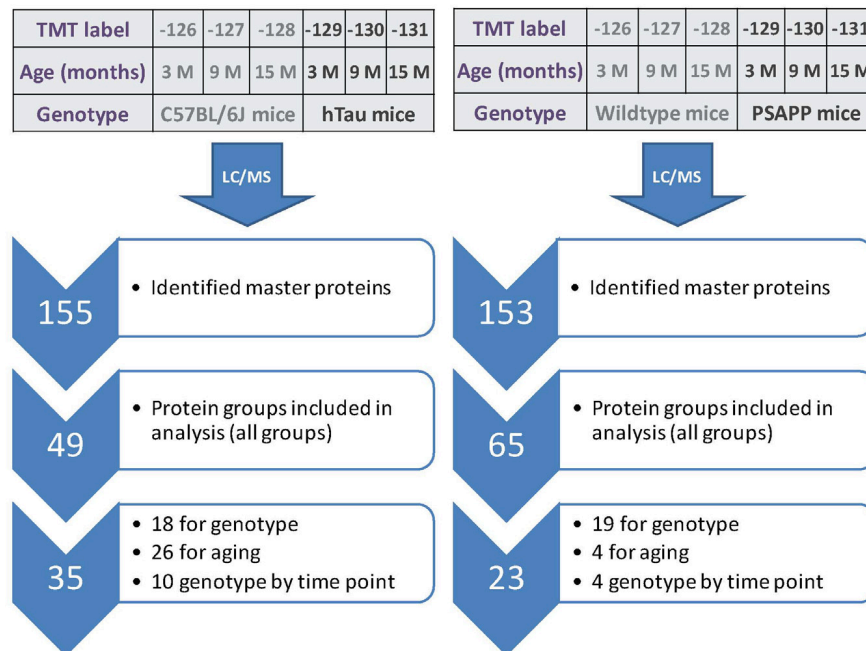 TMT label -126 -127 -128 -129 -130 -131
Age (months) 3 M 9 M 15 M 3 M 9 M 15 M
Genotype C57BL/6J mice hTau mice
LC/MS
155
• Identified master proteins
49
• Protein groups included in
analysis (all groups)
35
• 18 for genotype
• 26 for aging
• 10 genotype by time point
TMT label -126 -127 -128 -129 -130 -131
Age (months) 3 M 9 M 15 M 3 M 9 M 15 M
Genotype Wildtype mice PSAPP mice
LC/MS
153
• Identified master proteins
65
• Protein groups included in
analysis (all groups)
23
• 19 for genotype
• 4 for aging
• 4 genotype by time point